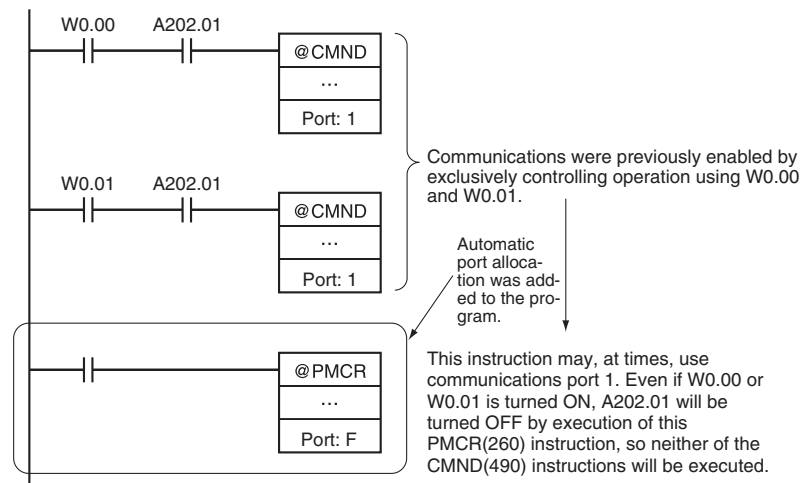 W0.00 A202.01
@CMND
...
Port: 1
W0.01 A202.01
@CMND
...
Port: 1
Communications were previously enabled by
exclusively controlling operation using W0.00
and W0.01.
Automatic
port alloca-
tion was add-
ed to the pro-
gram.
@PMCR
...
Port: F
This instruction may, at times, use
communications port 1. Even if W0.00 or
W0.01 is turned ON, A202.01 will be
turned OFF by execution of this
PMCR(260) instruction, so neither of the
CMND(490) instructions will be executed.